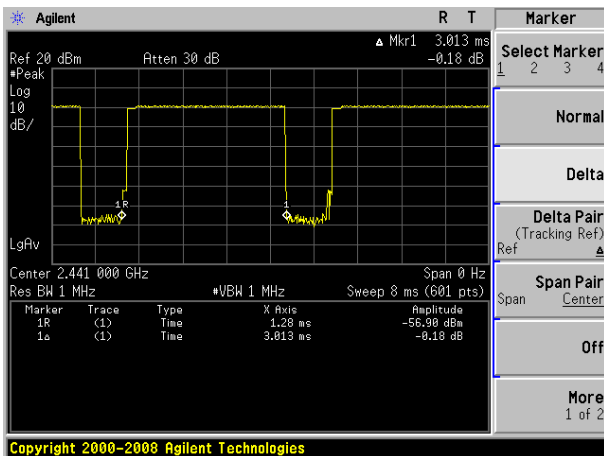 Agilent
R T
Δ Mkr1 3.013 ms
Ref 20 dBm Atten 30 dB -0.18 dB
#Peak
Log
10
dB/
1R
1
LgAv
Center 2.441 000 GHz Span 0 Hz
Res BW 1 MHz #VBW 1 MHz Sweep 8 ms (601 pts)
Marker Trace Type X Axis Amplitude
1R (1) Time 1.28 ms -56.90 dBm
1Δ (1) Time 3.013 ms -0.18 dB
Copyright 2000-2008 Agilent Technologies
Marker
Select Marker
1 2 3 4
Normal
Delta
Delta Pair
(Tracking Ref)
Ref Δ
Span Pair
Span Center
Off
More
1 of 2